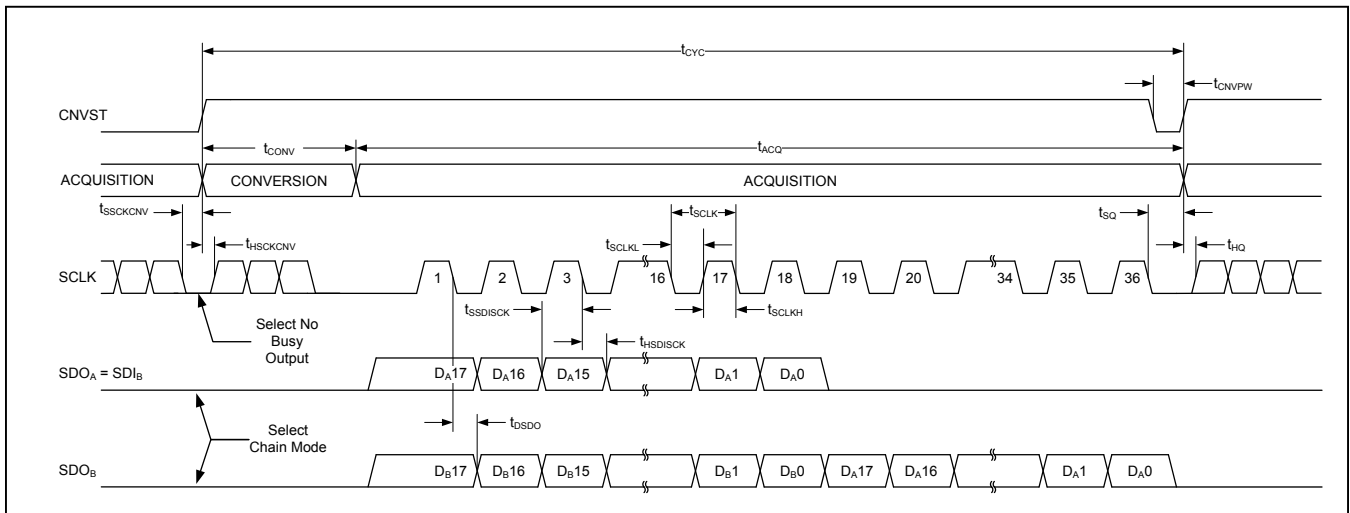 tCYC
tCNVPW
CNVST
tCONV
tACQ
ACQUISITION
CONVERSION
ACQUISITION
tSSCKCNV
tHSCKCNV
tSCLK
tSQ
tSCLKL
tHQ
SCLK
1 2 3 16 17 18 19 20 34 35 36
tSSDISCK
tSCLKH
Select No
Busy
Output
tHSDISCK
SDOA = SDIB
DA17 DA16 DA15 DA1 DA0
Select
Chain Mode
tDSDO
SDOB
DB17 DB16 DB15 DB1 DB0 DA17 DA16 DA1 DA0